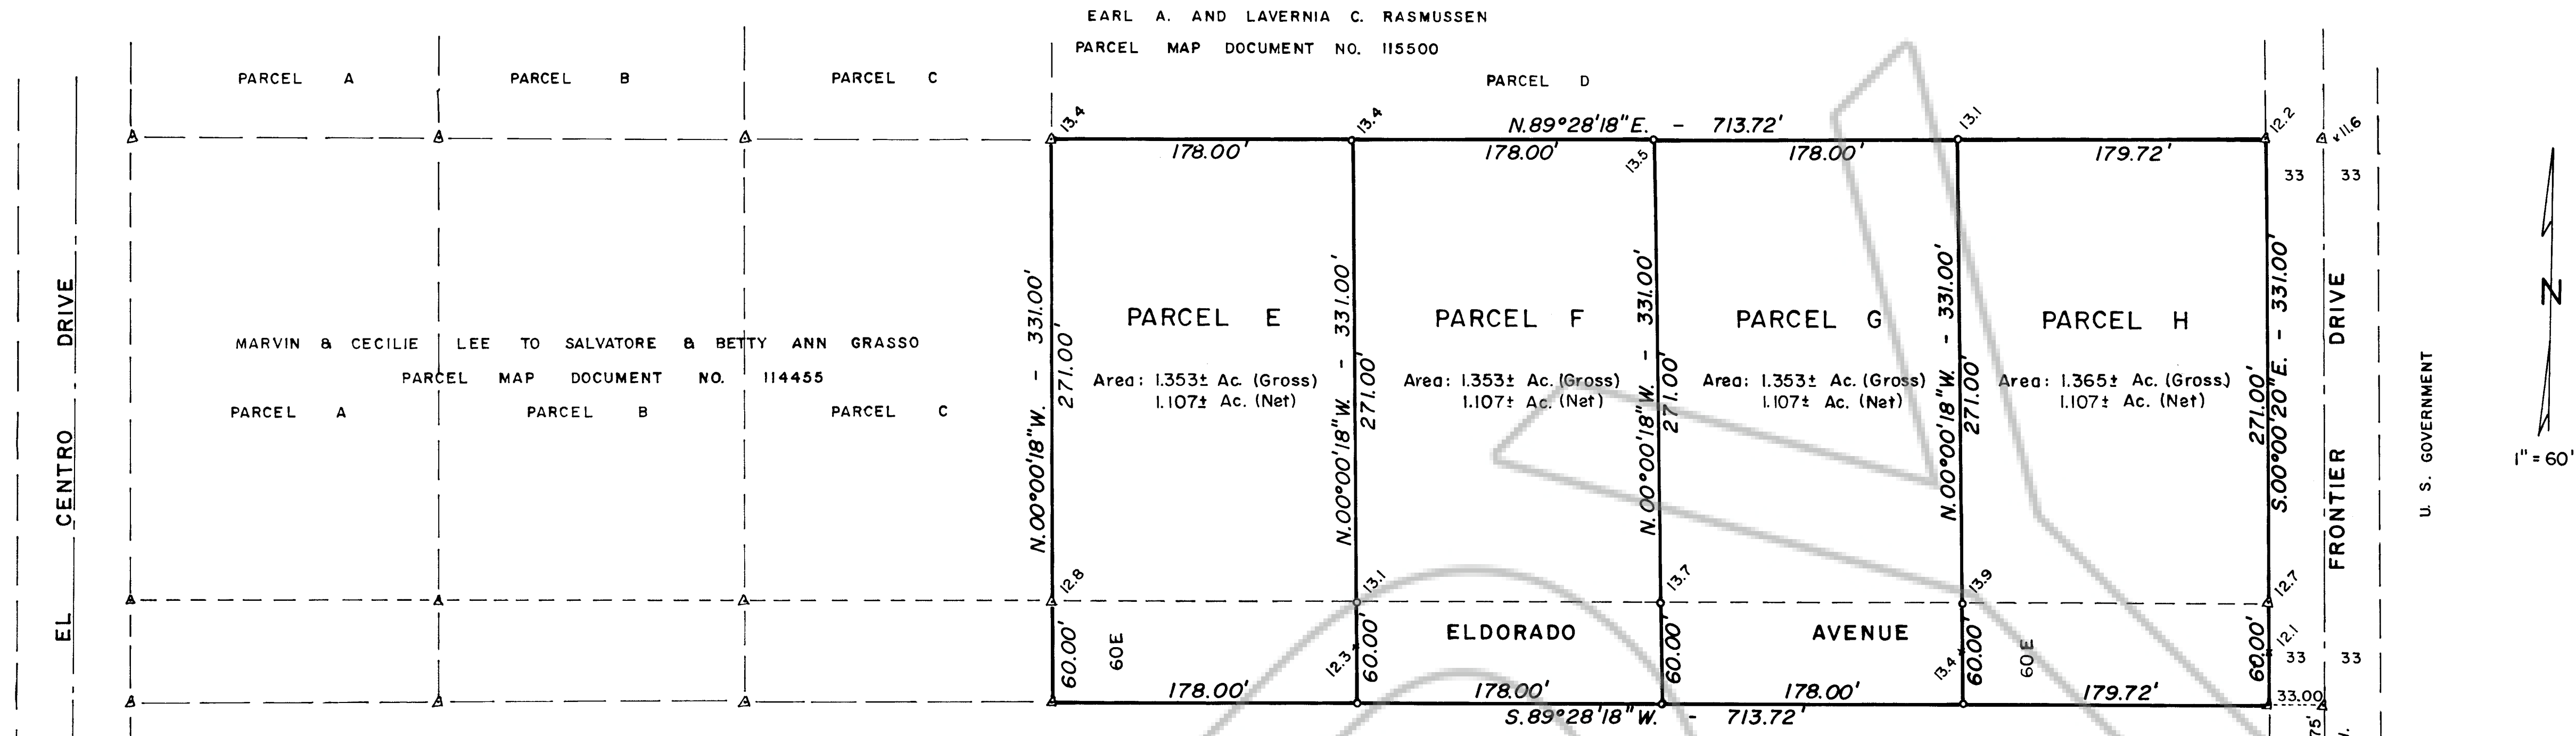 EARL A. AND LAVERNIA C. RASMUSSEN
PARCEL MAP DOCUMENT NO. 115500
PARCEL A
PARCEL B
PARCEL C
PARCEL D
13.4
13.4
N.89°28'18"E. - 713.72'
13.1
12.2
11.6
178.00'
178.00'
13.5
178.00'
179.72'
33
33
EL CENTRO DRIVE
MARVIN & CECILIE LEE TO SALVATORE & BETTY ANN GRASSO
PARCEL MAP DOCUMENT NO. 114455
PARCEL A
PARCEL B
PARCEL C
N.00°00'18"W. - 331.00'
271.00'
PARCEL E
Area: 1.353± Ac. (Gross)
1.107± Ac. (Net)
N.00°00'18"W. - 331.00'
271.00'
PARCEL F
Area: 1.353± Ac. (Gross)
1.107± Ac. (Net)
N.00°00'18"W. - 331.00'
271.00'
PARCEL G
Area: 1.353± Ac. (Gross)
1.107± Ac. (Net)
N.00°00'18"W. - 331.00'
271.00'
PARCEL H
Area: 1.365± Ac. (Gross)
1.107± Ac. (Net)
271.00'
S.00°00'20"E. - 331.00'
FRONTIER DRIVE
U. S. GOVERNMENT
N
1" = 60'
12.8
13.1
13.7
13.9
12.7
60.00'
60E
12.3
60.00'
ELDORADO AVENUE
60.00'
13.4
60.00'
60E
60.00'
12.1
33
33
178.00'
178.00'
178.00'
179.72'
33.00
S.89°28'18"W. - 713.72'